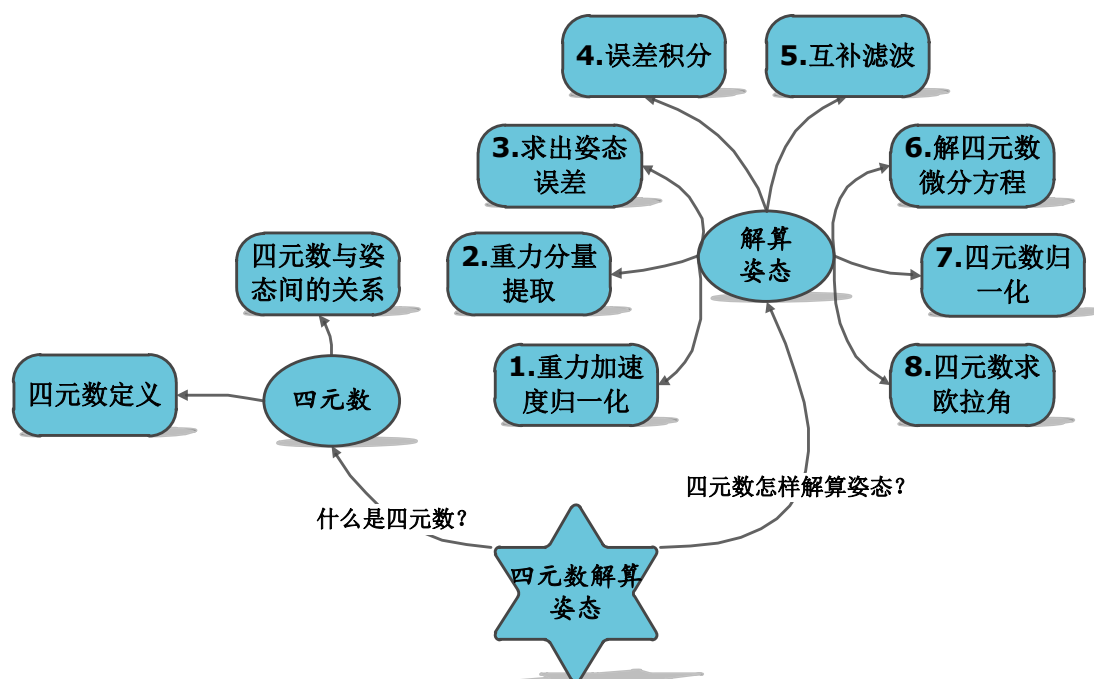 4.误差积分
5.互补滤波
3.求出姿态
误差
6.解四元数
微分方程
解算
姿态
四元数与姿
态间的关系
2.重力分量
提取
7.四元数归
一化
1.重力加速
度归一化
8.四元数求
欧拉角
四元数定义
四元数
四元数怎样解算姿态?
什么是四元数?
四元数解算
姿态